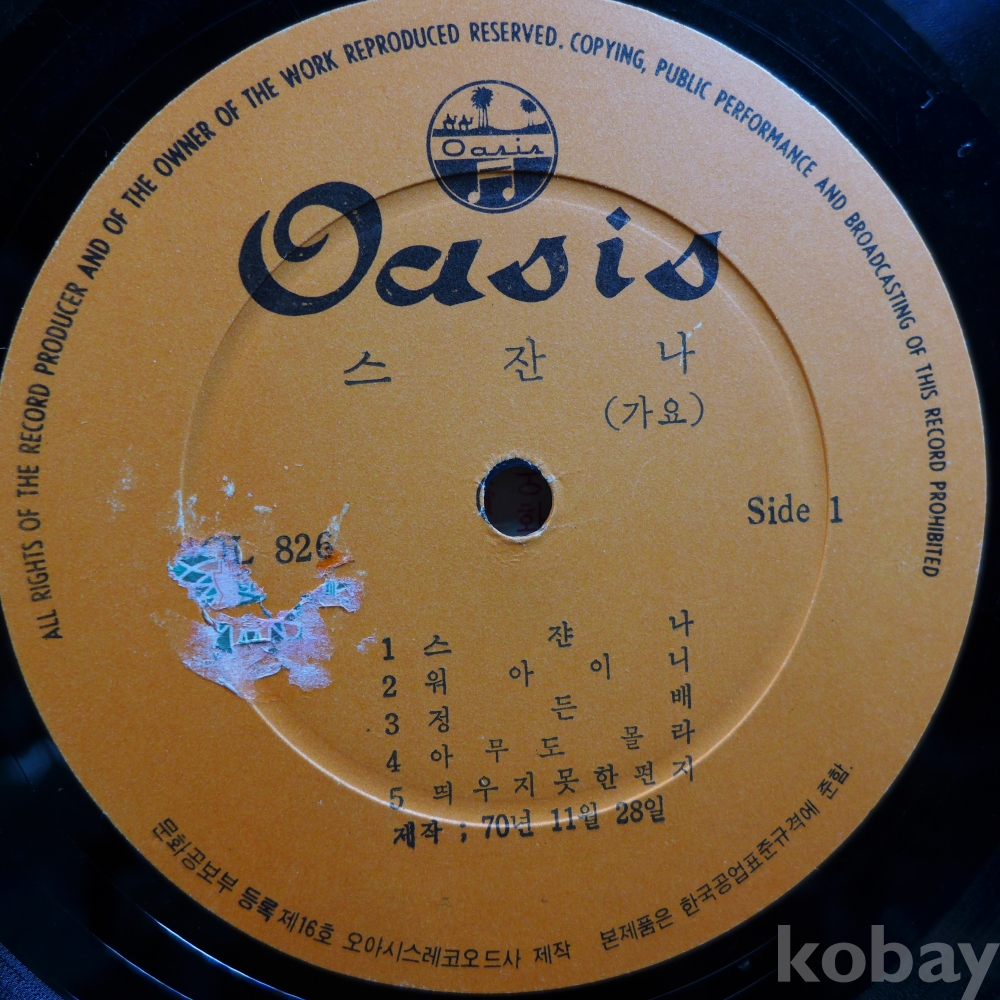 ALL RIGHTS OF THE RECORD PRODUCER AND OF THE OWNER OF THE WORK REPRODUCED RESERVED. COPYING, PUBLIC PERFORMANCE AND BROADCASTING OF THIS RECORD PROHIBITED
Oasis
Oasis
스 잔 나
(가요)
Side 1
826
1 스 쟌 나
2 워 아 이 니
3 정 든 배
4 아 무 도 몰 라
5 띄 우 지 못 한 편 지
제작 ; 70년 11월 28일
문화공보부 등록 제16호 오아시스레코오드사 제작 본제품은 한국공업표준규격에 준함.
kobay